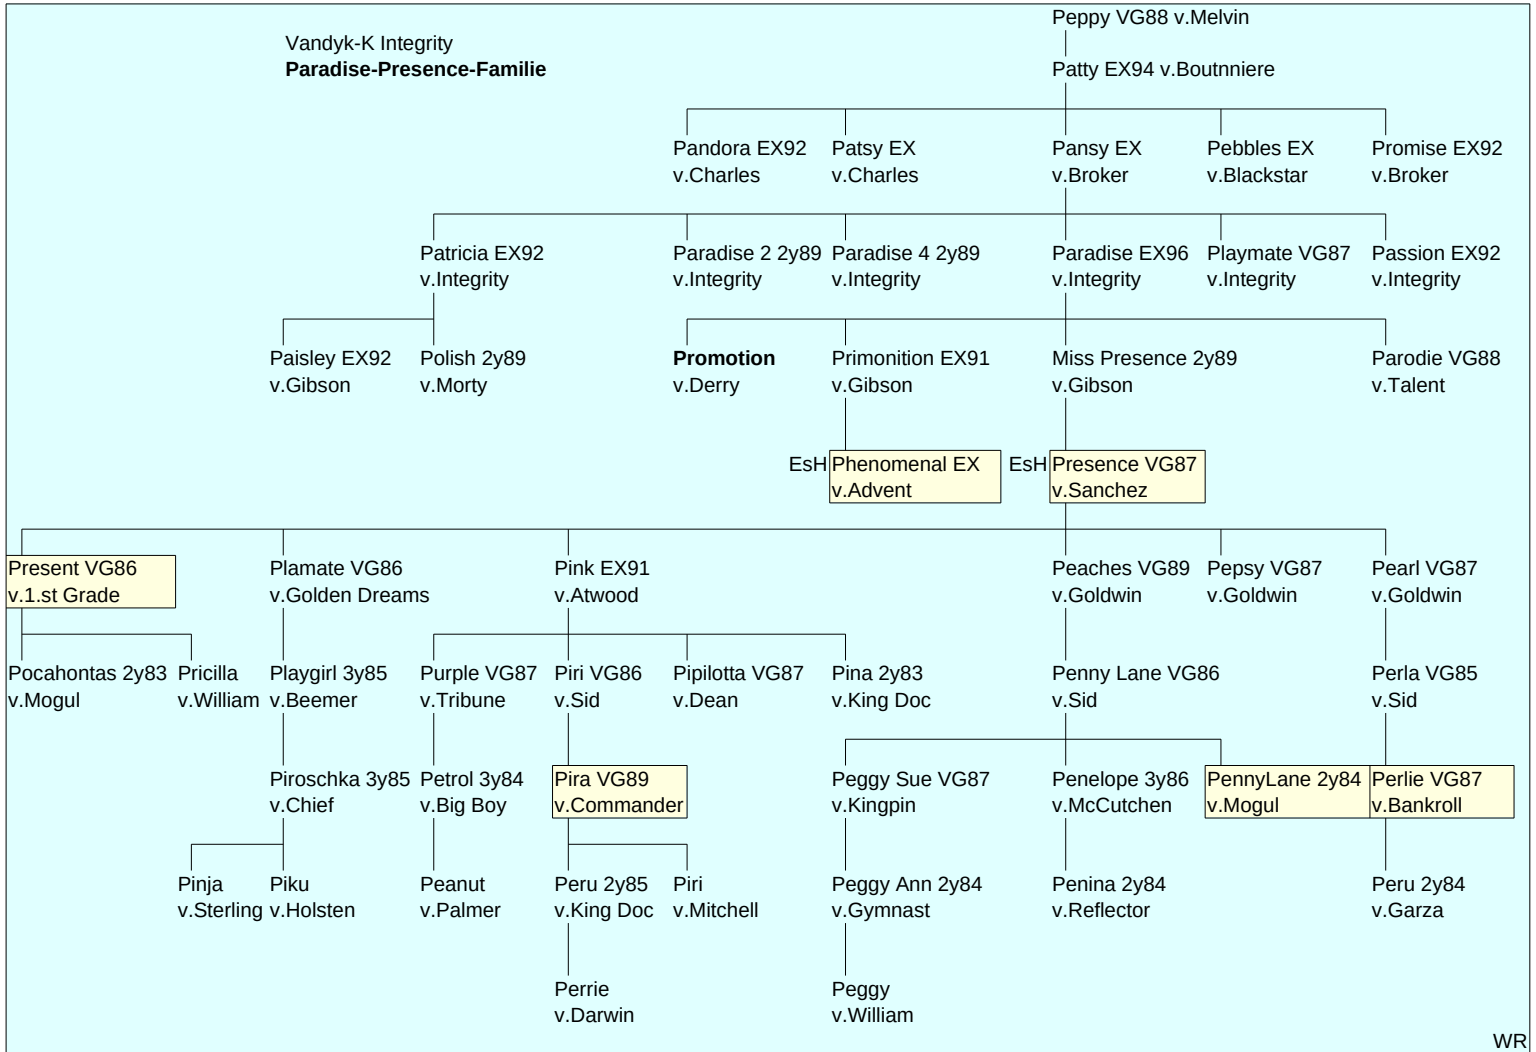 Peppy VG88 v.Melvin
Vandyk-K Integrity
Paradise-Presence-Familie
Patty EX94 v.Boutnniere
Pandora EX92 Patsy EX Pansy EX Pebbles EX Promise EX92
v.Charles v.Charles v.Broker v.Blackstar v.Broker
Patricia EX92 Paradise 2 2y89 Paradise 4 2y89 Paradise EX96 Playmate VG87 Passion EX92
v.Integrity v.Integrity v.Integrity v.Integrity v.Integrity v.Integrity
Paisley EX92 Polish 2y89 Promotion Primonition EX91 Miss Presence 2y89 Parodie VG88
v.Gibson v.Morty v.Derry v.Gibson v.Gibson v.Talent
EsH Phenomenal EX EsH Presence VG87
v.Advent v.Sanchez
Present VG86 Plamate VG86 Pink EX91 Peaches VG89 Pepsy VG87 Pearl VG87
v.1.st Grade v.Golden Dreams v.Atwood v.Goldwin v.Goldwin v.Goldwin
Pocahontas 2y83 Pricilla Playgirl 3y85 Purple VG87 Piri VG86 Pipilotta VG87 Pina 2y83 Penny Lane VG86 Perla VG85
v.Mogul v.William v.Beemer v.Tribune v.Sid v.Dean v.King Doc v.Sid v.Sid
Piroschka 3y85 Petrol 3y84 Pira VG89 Peggy Sue VG87 Penelope 3y86 PennyLane 2y84 Perlie VG87
v.Chief v.Big Boy v.Commander v.Kingpin v.McCutchen v.Mogul v.Bankroll
Pinja Piku Peanut Peru 2y85 Piri Peggy Ann 2y84 Penina 2y84 Peru 2y84
v.Sterling v.Holsten v.Palmer v.King Doc v.Mitchell v.Gymnast v.Reflector v.Garza
Perrie Peggy
v.Darwin v.William
WR